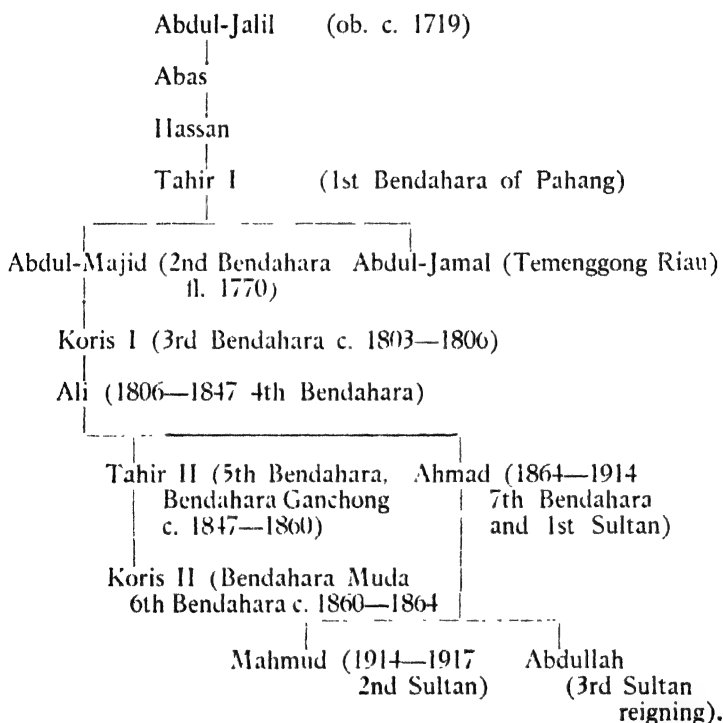 Abdul-Jalil (ob. c. 1719)
Abas
Hassan
Tahir I (1st Bendahara of Pahang)
Abdul-Majid (2nd Bendahara fl. 1770)
Abdul-Jamal (Temenggong Riau)
Koris I (3rd Bendahara c. 1803—1806)
Ali (1806—1847 4th Bendahara)
Tahir II (5th Bendahara,
Bendahara Ganchong
c. 1847—1860)
Ahmad (1864—1914
7th Bendahara
and 1st Sultan)
Koris II (Bendahara Muda
6th Bendahara c. 1860—1864
Mahmud (1914—1917
2nd Sultan)
Abdullah
(3rd Sultan
reigning).